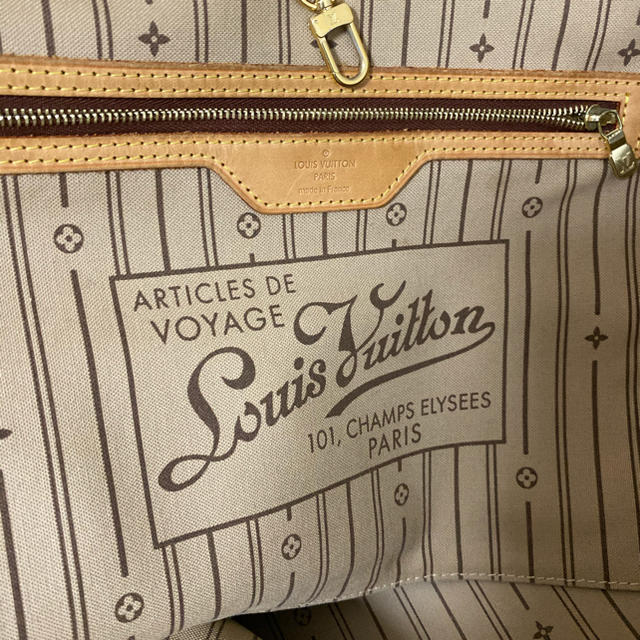 ©
LOUIS VUITTON
PARIS
made in France
ARTICLES DE
VOYAGE
Louis Vuitton
101, CHAMPS ELYSEES
PARIS